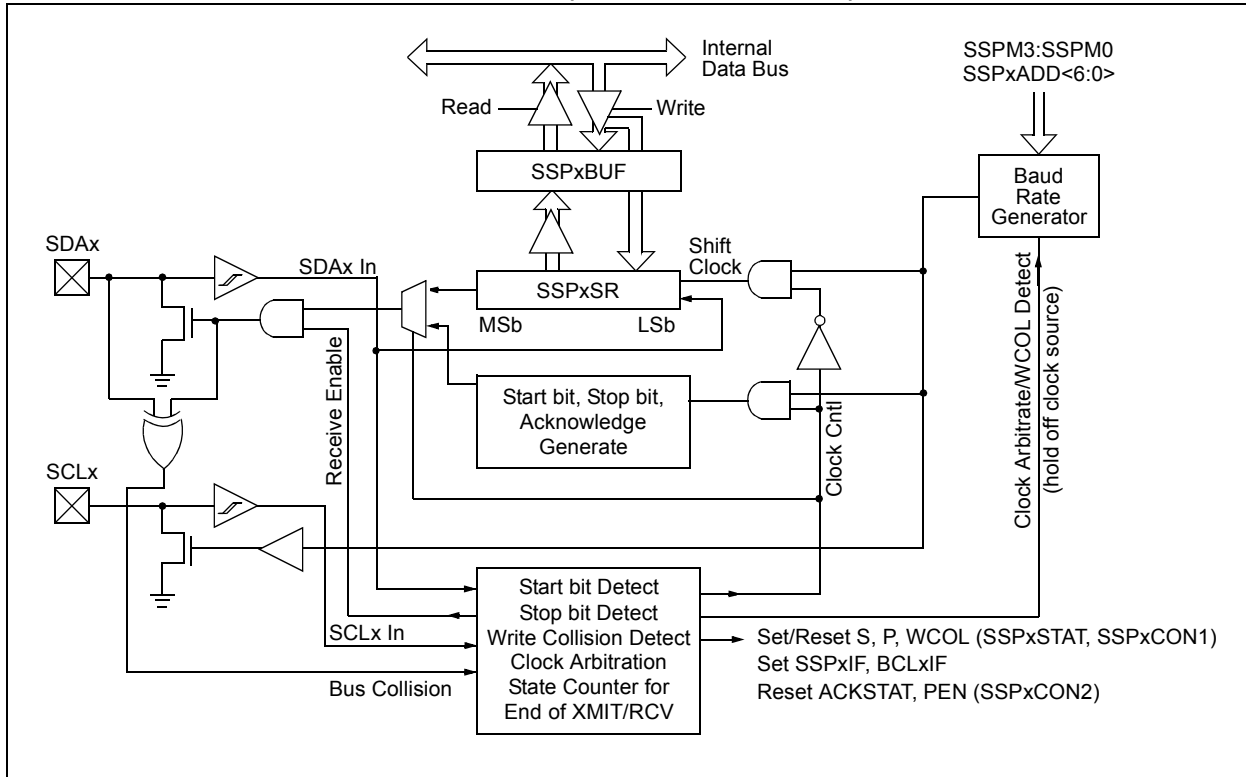 Internal
Data Bus
SSPM3:SSPM0
SSPxADD<6:0>
Read
Write
SSPxBUF
Baud
Rate
Generator
SDAx
SDAx In
Shift
Clock
SSPxSR
MSb
LSb
Start bit, Stop bit,
Acknowledge
Generate
Receive Enable
Clock Cntl
Clock Arbitrate/WCOL Detect
(hold off clock source)
SCLx
SCLx In
Bus Collision
Start bit Detect
Stop bit Detect
Write Collision Detect
Clock Arbitration
State Counter for
End of XMIT/RCV
Set/Reset S, P, WCOL (SSPxSTAT, SSPxCON1)
Set SSPxIF, BCLxIF
Reset ACKSTAT, PEN (SSPxCON2)